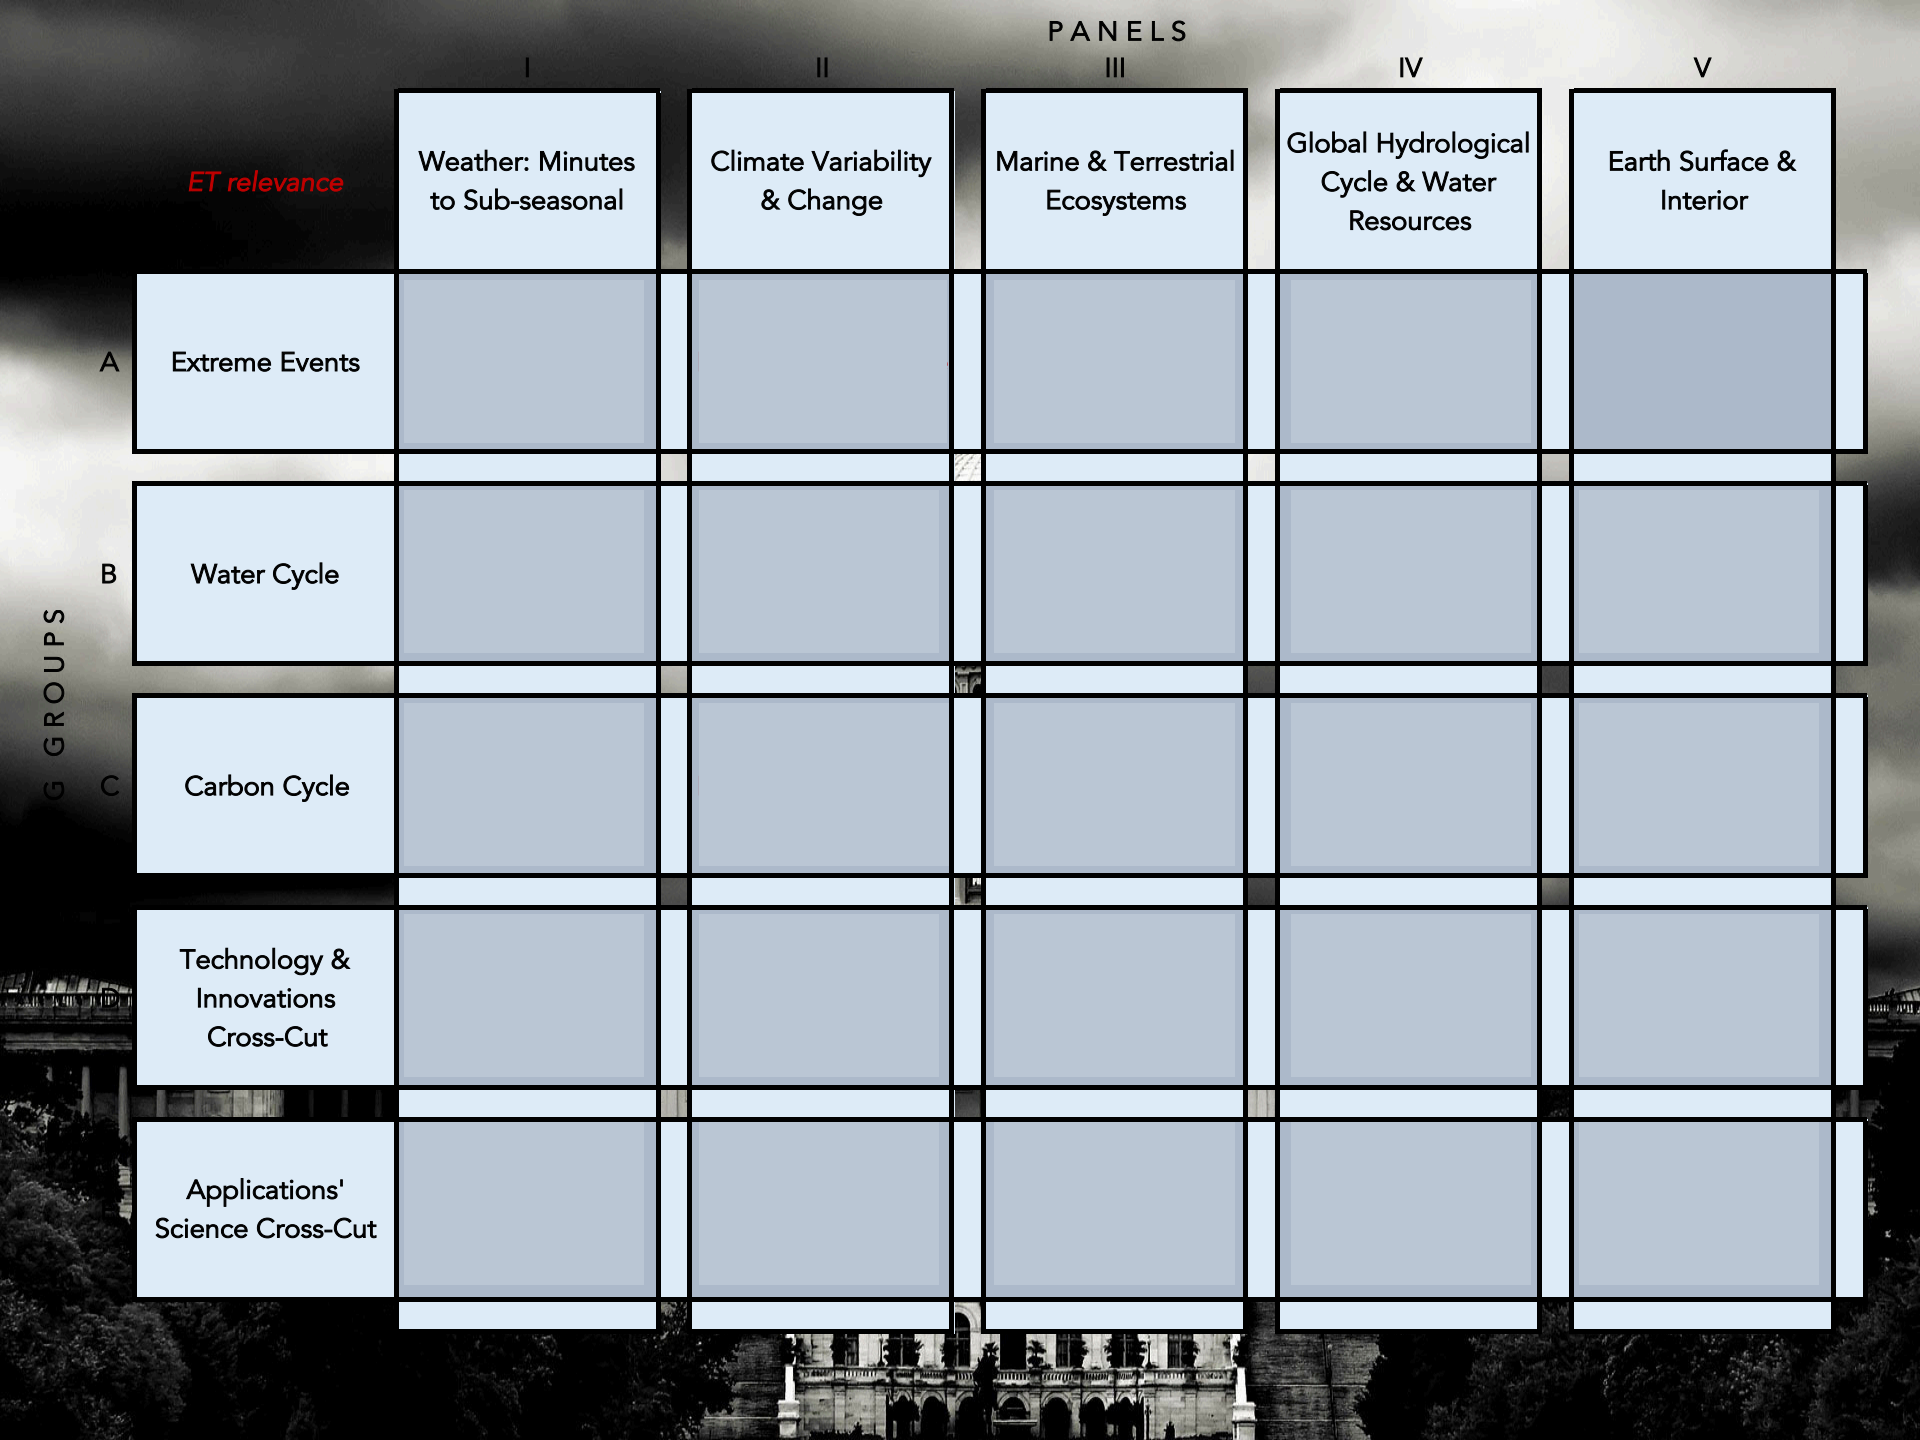 PANELS
I
II
III
IV
V
ET relevance
Weather: Minutes
to Sub-seasonal
Climate Variability
& Change
Marine & Terrestrial
Ecosystems
Global Hydrological
Cycle & Water
Resources
Earth Surface &
Interior
G GROUPS
A
Extreme Events
B
Water Cycle
C
Carbon Cycle
D
Technology &
Innovations
Cross-Cut
Applications'
Science Cross-Cut